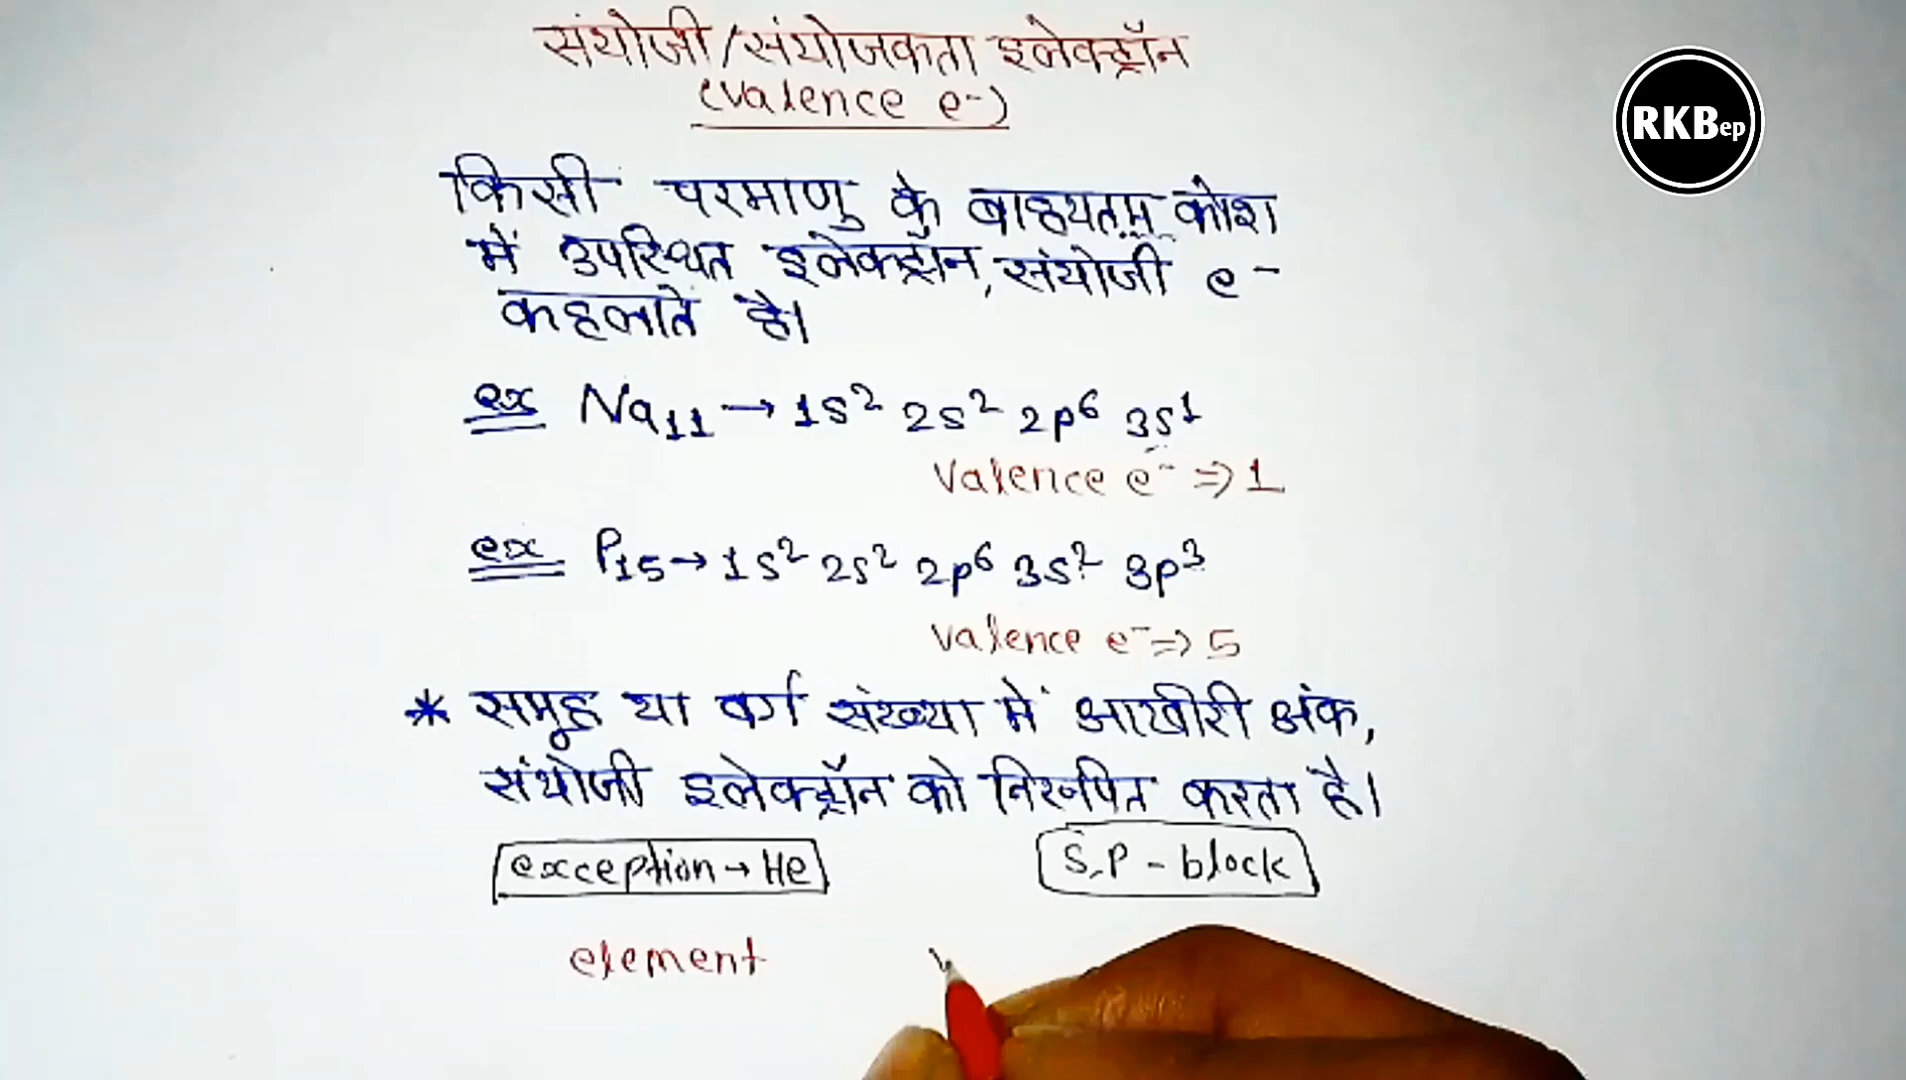 संयोजी/संयोजकता इलेक्ट्रॉन
(valence e-)
RKBep
किसी परमाणु के बाह्यतम कोश
में उपस्थित इलेक्ट्रॉन, संयोजी e-
कहलाते है।
ex Na₁₁ → 1s² 2s² 2p⁶ 3s¹
Valence e⁻ ⇒ 1
ex P₁₅ → 1s² 2s² 2p⁶ 3s² 3p³
Valence e⁻ ⇒ 5
* समूह या वर्ग संख्या में आखीरी अंक,
संयोजी इलेक्ट्रॉन को निरूपित करता है।
exception → He
S,P - block
element